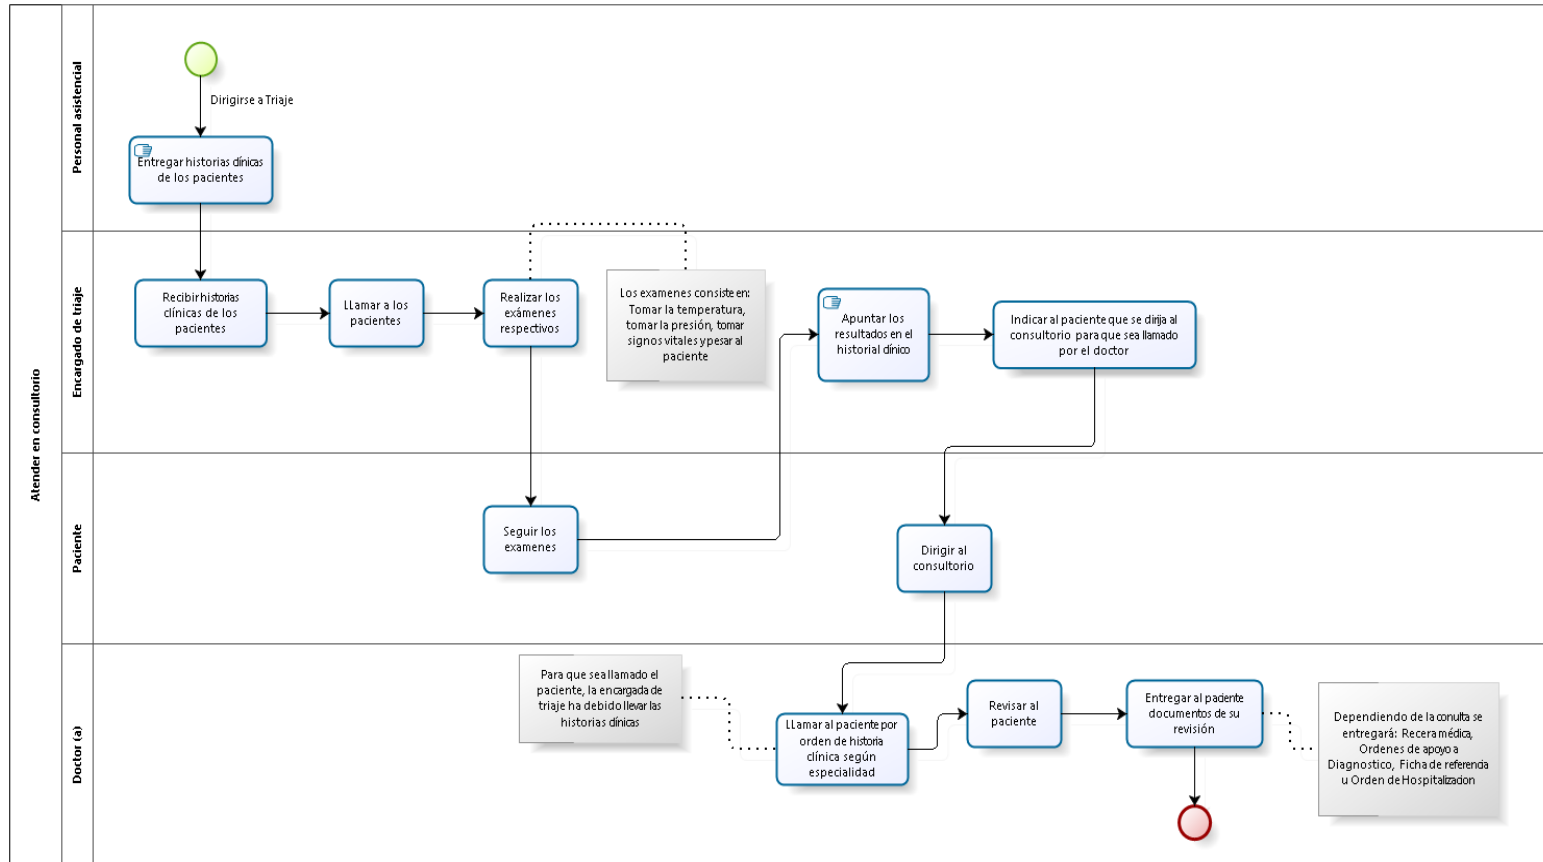 Atender en consultorio
Personal asistencial
Dirigirse a Triaje
Entregar historias clínicas
de los pacientes
Encargado de triaje
Recibir historias
clínicas de los
pacientes
LLamar a los
pacientes
Realizar los
exámenes
respectivos
Los examenes consiste en:
Tomar la temperatura,
tomar la presión, tomar
signos vitales y pesar al
paciente
Apuntar los
resultados en el
historial clínico
Indicar al paciente que se dirija al
consultorio para que sea llamado
por el doctor
Paciente
Seguir los
examenes
Dirigir al
consultorio
Doctor (a)
Para que sea llamado el
paciente, la encargada de
triaje ha debido llevar las
historias clínicas
LLamar al paciente por
orden de historia
clínica según
especialidad
Revisar al
paciente
Entregar al paciente
documentos de su
revisión
Dependiendo de la conulta se
entregará: Recera médica,
Ordenes de apoyo a
Diagnostico, Ficha de referencia
u Orden de Hospitalizacion